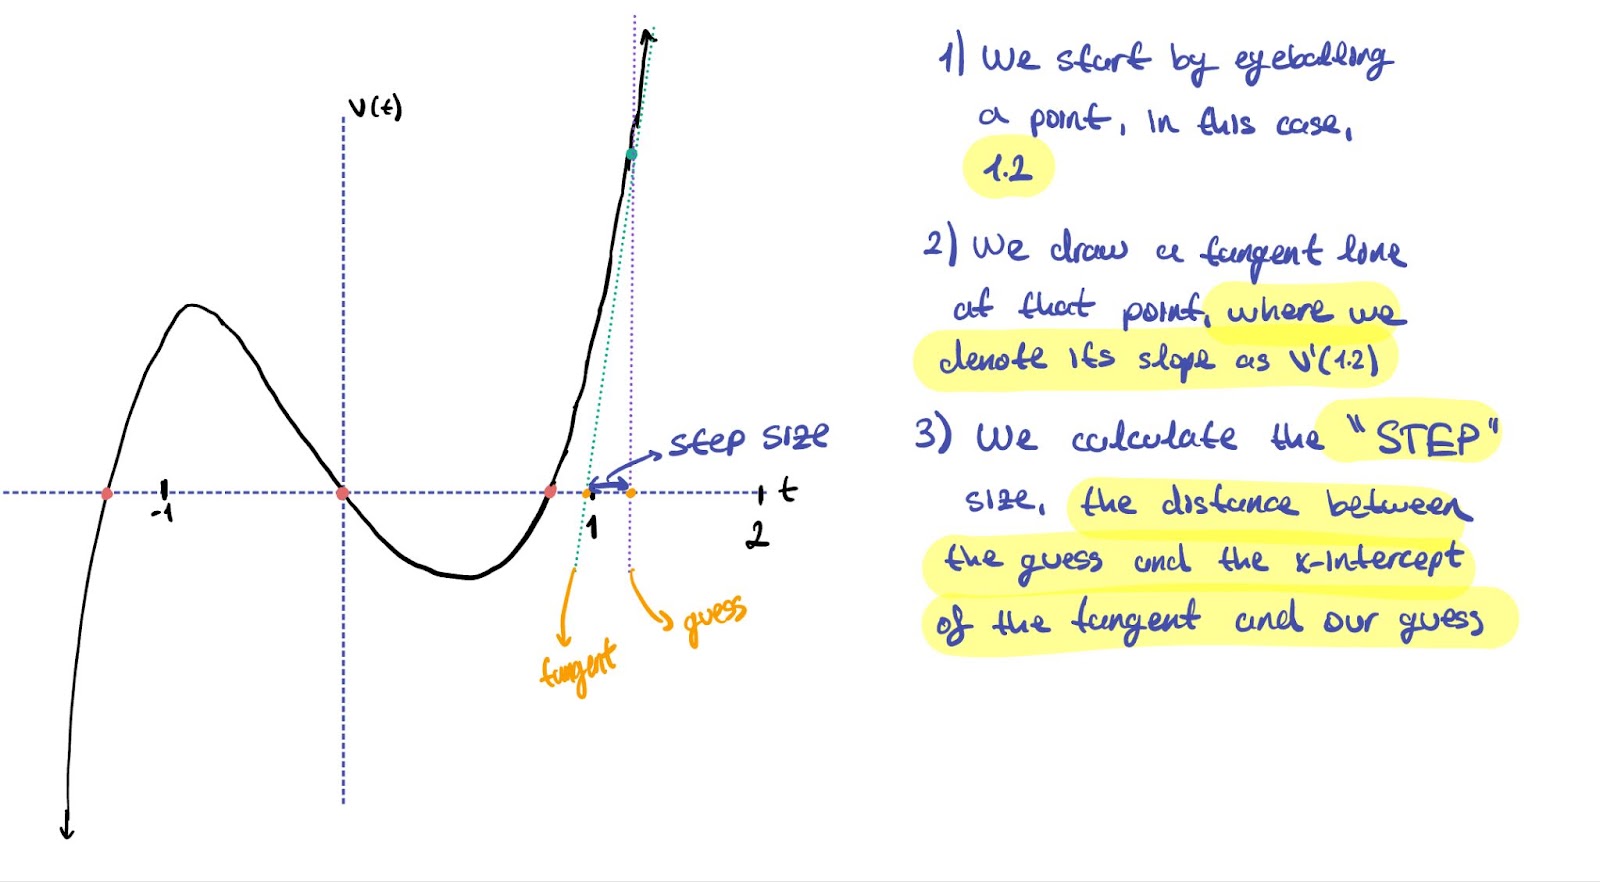 V(t)
1) We start by eyeballing
a point, in this case,
1.2
2) We draw a tangent line
at that point, where we
denote its slope as V'(1.2)
3) We calculate the "STEP"
size, the distance between
the guess and the x-intercept
of the tangent and our guess
step size
t
-1
1
2
guess
tangent